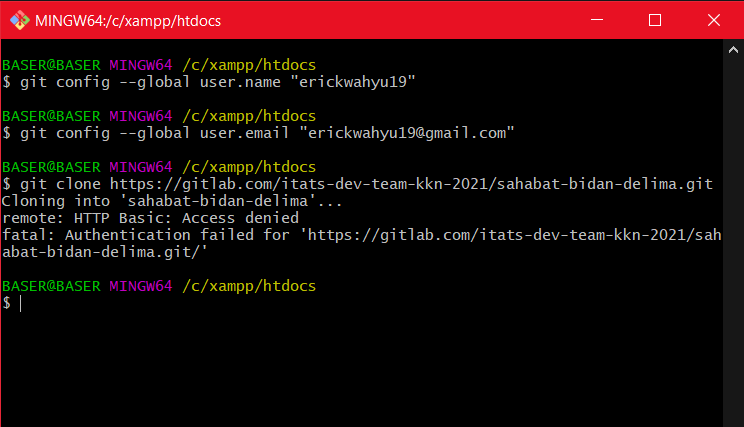 MINGW64:/c/xampp/htdocs
BASER@BASER MINGW64 /c/xampp/htdocs
$ git config --global user.name "erickwahyu19"
BASER@BASER MINGW64 /c/xampp/htdocs
$ git config --global user.email "erickwahyu19@gmail.com"
BASER@BASER MINGW64 /c/xampp/htdocs
$ git clone https://gitlab.com/itats-dev-team-kkn-2021/sahabat-bidan-delima.git
Cloning into 'sahabat-bidan-delima'...
remote: HTTP Basic: Access denied
fatal: Authentication failed for 'https://gitlab.com/itats-dev-team-kkn-2021/sah
abat-bidan-delima.git/'
BASER@BASER MINGW64 /c/xampp/htdocs
$